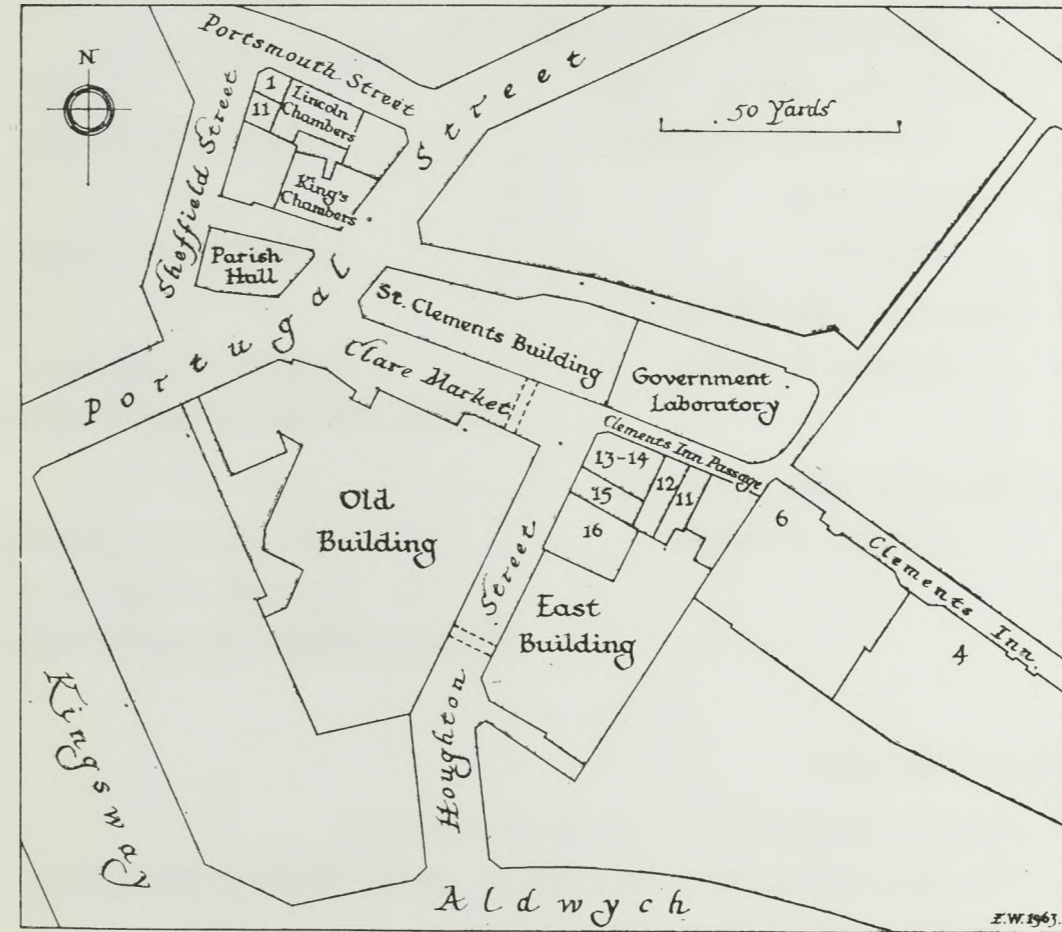 Portsmouth Street
N
1
Lincoln
Chambers
11
50 Yards
Sheffield Street
King's
Chambers
Parish
Hall
Portugal Street
St. Clements Building
Clare Market
Government
Laboratory
Clements Inn Passage
13-14
12
11
15
16
6
Old
Building
Clements Inn.
4
Houghton Street
East
Building
Kingsway
Aldwych
E.W. 1963.